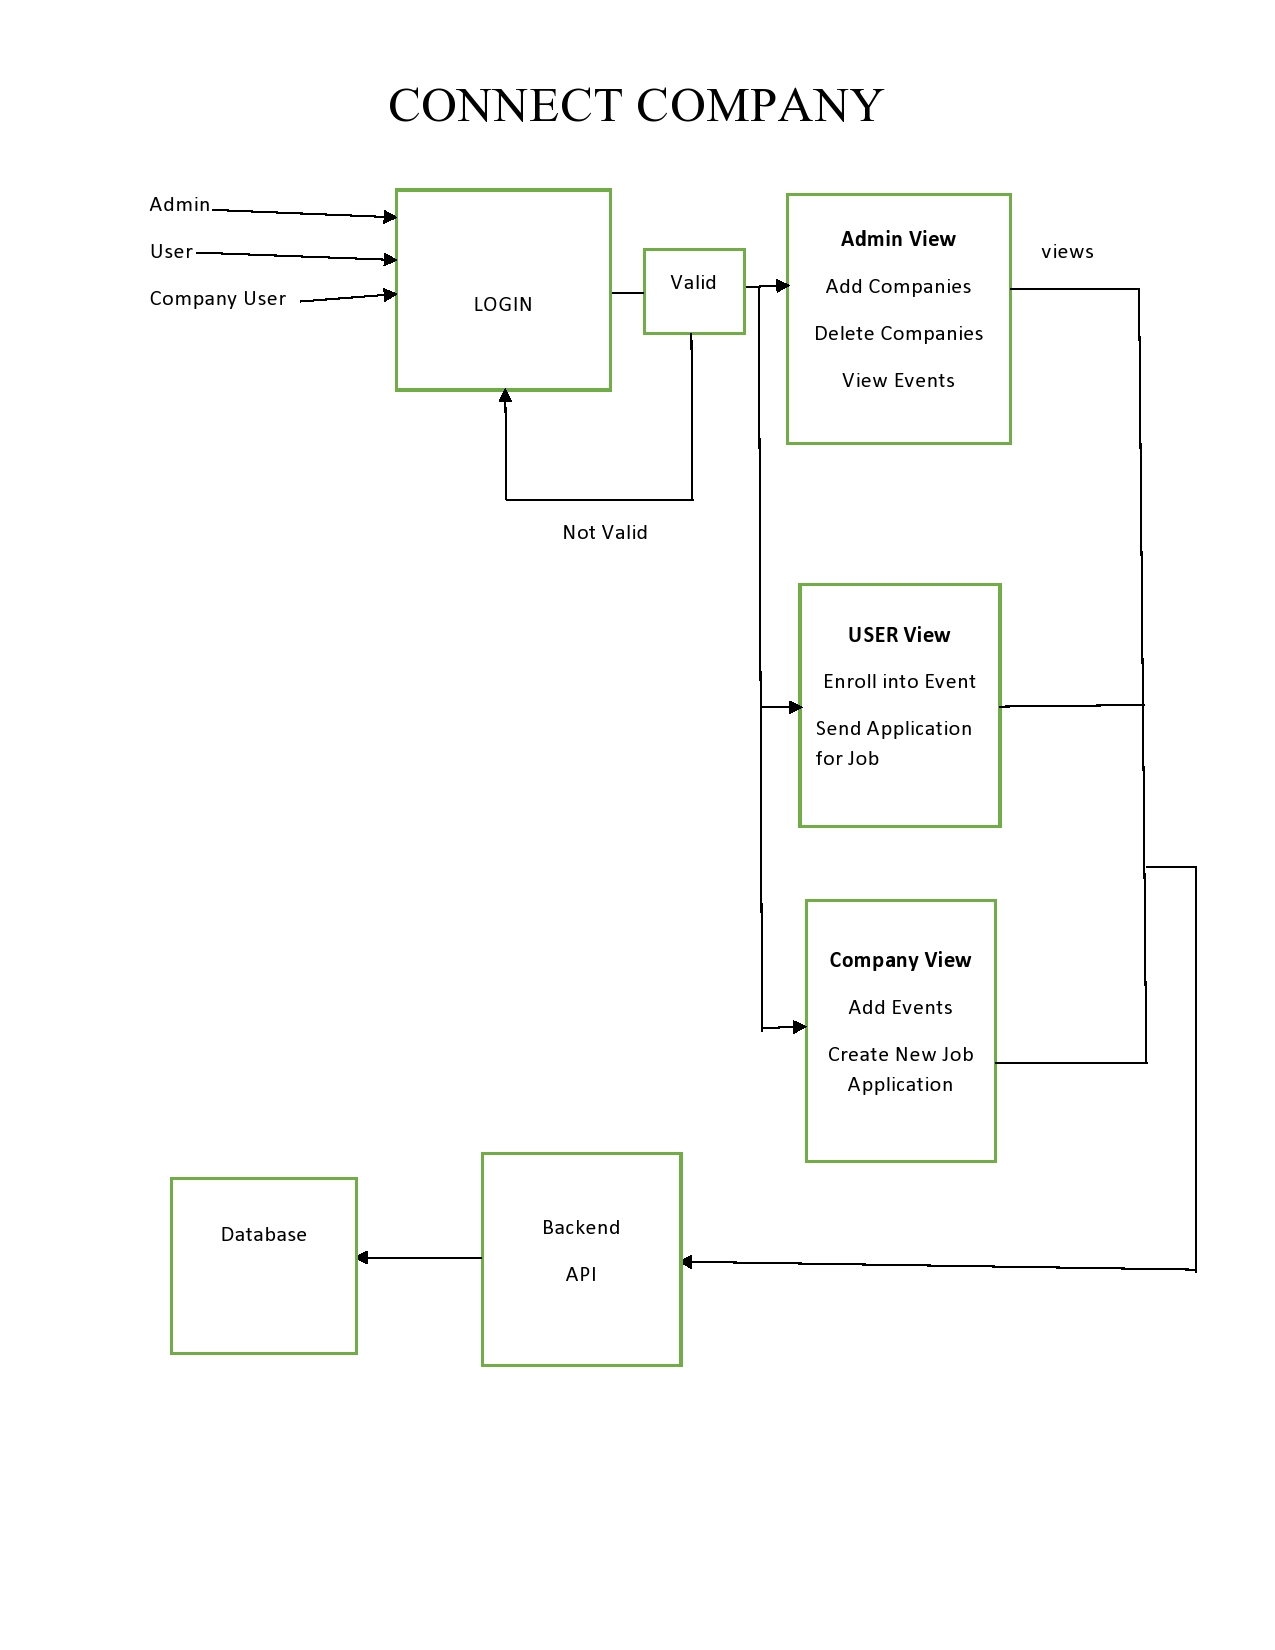 CONNECT COMPANY
Admin
User
Company User
LOGIN
Valid
Not Valid
Admin View
Add Companies
Delete Companies
View Events
views
USER View
Enroll into Event
Send Application
for Job
Company View
Add Events
Create New Job
Application
Database
Backend
API